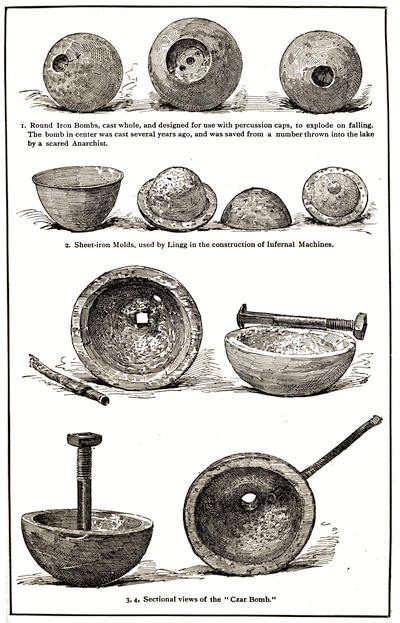 1. Round Iron Bombs, cast whole, and designed for use with percussion caps, to explode on falling.
The bomb in center was cast several years ago, and was saved from a number thrown into the lake
by a scared Anarchist.
2. Sheet-iron Molds, used by Lingg in the construction of Infernal Machines.
3, 4. Sectional views of the "Czar Bomb."